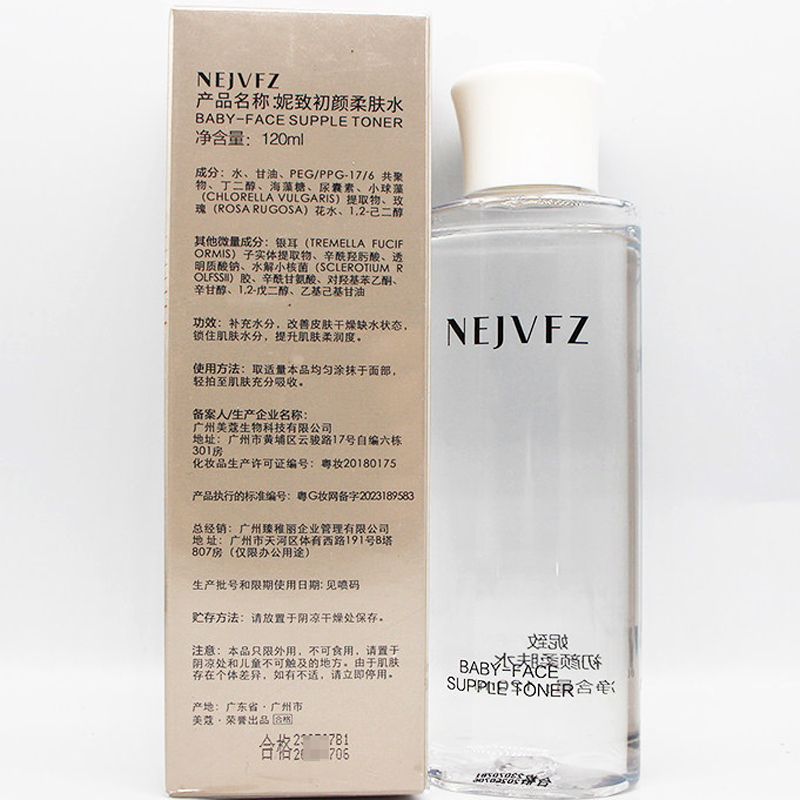 NEJVFZ
产品名称:妮致初颜柔肤水
BABY-FACE SUPPLE TONER
净含量: 120ml
成分: 水、甘油、PEG/PPG-17/6 共聚
物、丁二醇、海藻糖、尿囊素、小球藻
(CHLORELLA VULGARIS) 提取物、玫
瑰 (ROSA RUGOSA) 花水、1,2-己二醇
其他微量成分: 银耳 (TREMELLA FUCIF
ORMIS) 子实体提取物、辛酰羟肟酸、透
明质酸钠、水解小核菌 (SCLEROTIUM R
OLFSSII) 胶、辛酰甘氨酸、对羟基苯乙酮、
辛甘醇、1,2-戊二醇、乙基己基甘油
功效: 补充水分, 改善皮肤干燥缺水状态,
锁住肌肤水分, 提升肌肤柔润度。
使用方法: 取适量本品均匀涂抹于面部,
轻拍至肌肤充分吸收。
备案人/生产企业名称:
广州美蔻生物科技有限公司
地址: 广州市黄埔区云骏路17号自编六栋
301房
化妆品生产许可证编号: 粤妆20180175
产品执行的标准编号: 粤G妆网备字2023189583
总经销: 广州臻稚丽企业管理有限公司
地 址: 广州市天河区体育西路191号B塔
807房 (仅限办公用途)
生产批号和限期使用日期: 见喷码
贮存方法: 请放置于阴凉干燥处保存。
注意: 本品只限外用, 不可食用, 请置于
阴凉处和儿童不可触及的地方。由于肌肤
存在个体差异, 如有不适, 请立即停用。
产地: 广东省·广州市
美蔻·荣誉出品 合格
合格
NEJVFZ
妮致
初颜柔肤水
BABY-FACE
SUPPLE TONER
净含量
合格